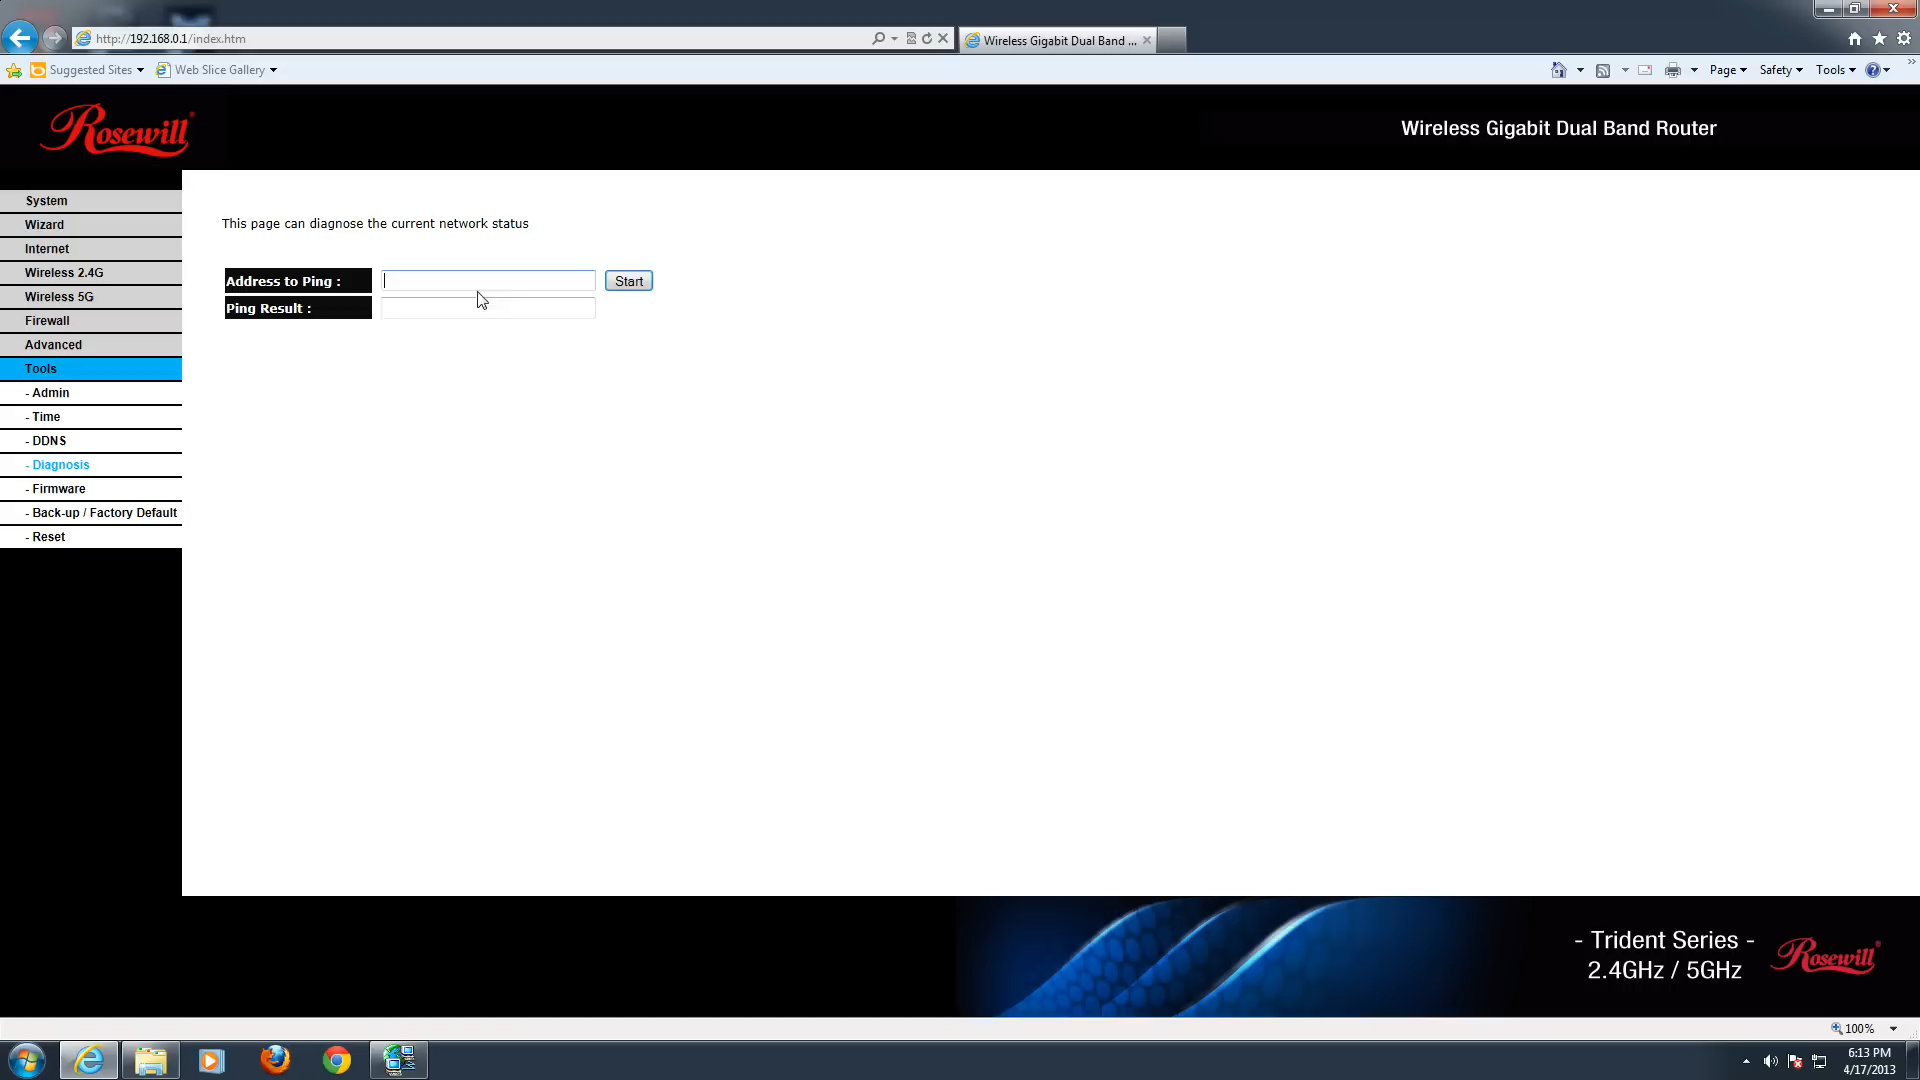 http://192.168.0.1/index.htm
Wireless Gigabit Dual Band ...
Suggested Sites
Web Slice Gallery
Page
Safety
Tools
Rosewill
Wireless Gigabit Dual Band Router
System
Wizard
Internet
Wireless 2.4G
Wireless 5G
Firewall
Advanced
Tools
- Admin
- Time
- DDNS
- Diagnosis
- Firmware
- Back-up / Factory Default
- Reset
This page can diagnose the current network status
Address to Ping :
Start
Ping Result :
- Trident Series -
2.4GHz / 5GHz
Rosewill
100%
6:13 PM
4/17/2013